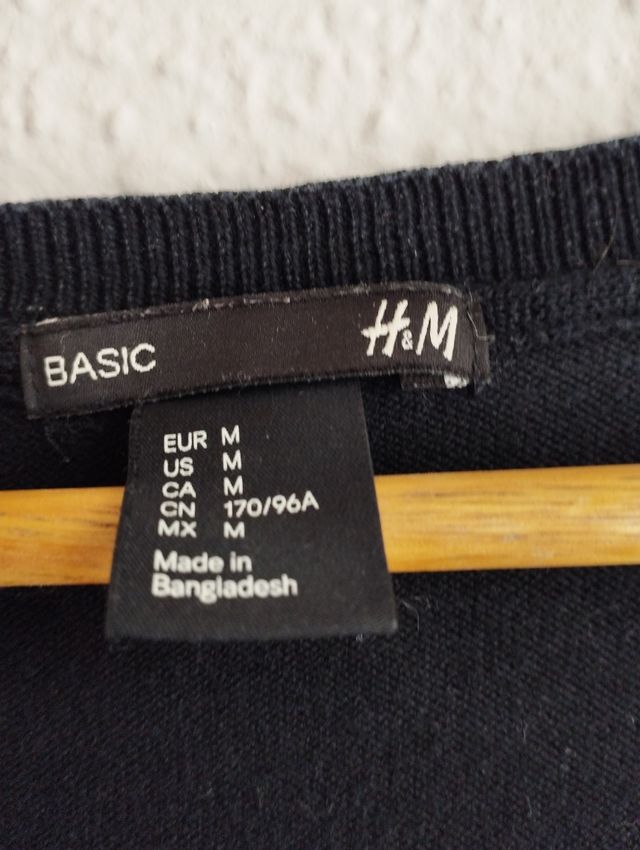 BASIC H&M
EUR M
US M
CA M
CN 170/96A
MX M
Made in
Bangladesh